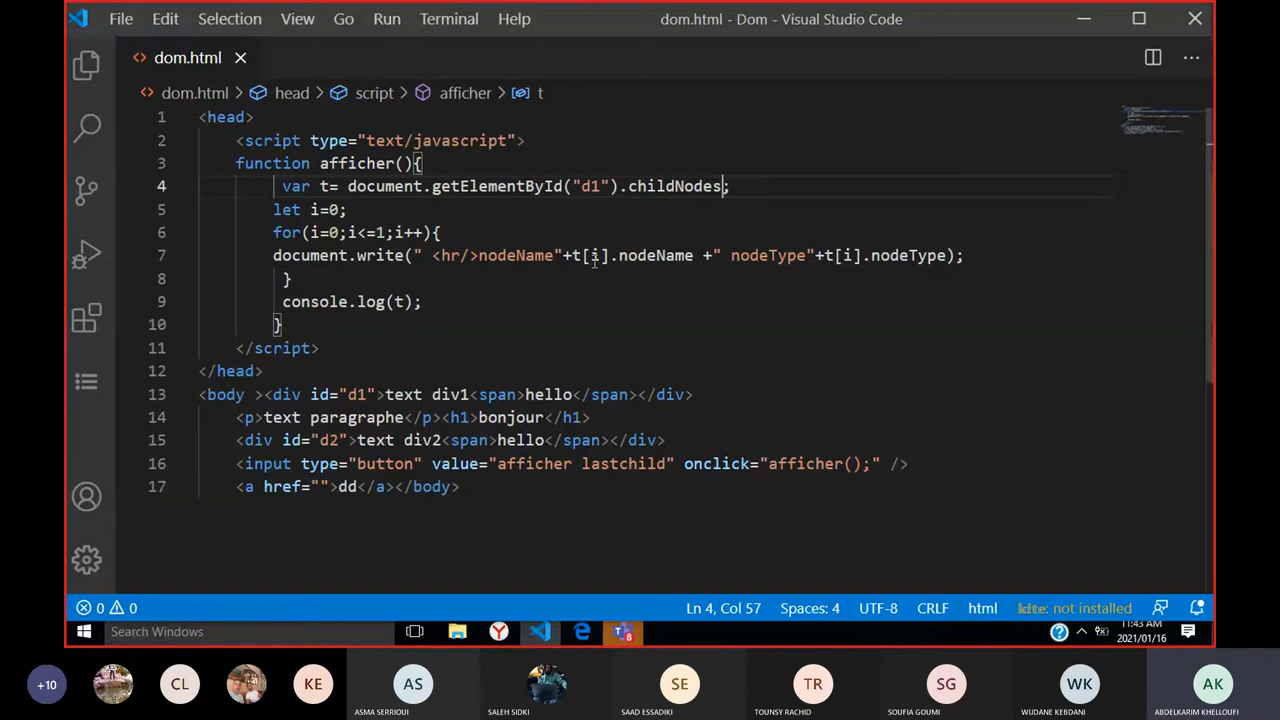 File Edit Selection View Go Run Terminal Help dom.html - Dom - Visual Studio Code
dom.html
dom.html > head > script > afficher > t
1 <head>
2 <script type="text/javascript">
3 function afficher(){
4 var t= document.getElementById("d1").childNodes;
5 let i=0;
6 for(i=0;i<=1;i++){
7 document.write(" <hr/>nodeName"+t[i].nodeName +" nodeType"+t[i].nodeType);
8 }
9 console.log(t);
10 }
11 </script>
12 </head>
13 <body ><div id="d1">text div1<span>hello</span></div>
14 <p>text paragraphe</p><h1>bonjour</h1>
15 <div id="d2">text div2<span>hello</span></div>
16 <input type="button" value="afficher lastchild" onclick="afficher();" />
17 <a href="">dd</a></body>
0 0 Ln 4, Col 57 Spaces: 4 UTF-8 CRLF html kite: not installed
Search Windows 8 11:43 AM
2021/01/16
+10 CL KE AS SE TR SG WK AK
ASMA SERRIOUI SALEH SIDKI SAAD ESSADIKI TOUNSY RACHID SOUFIA GOUMI WIJDANE KEBDANI ABDELKARIM KHELLOUFI